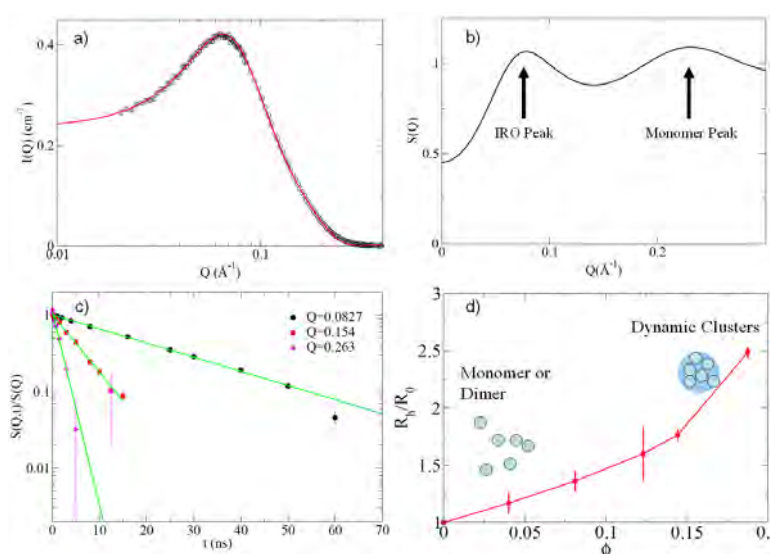 a)
0.4
0.2
0
0.01
0.1
I(Q) (cm⁻¹)
Q (Å⁻¹)
b)
1
0.5
0
0
0.1
0.2
S(Q)
Q(Å⁻¹)
IRO Peak
Monomer Peak
c)
Q=0.0827
Q=0.154
Q=0.263
1
0.1
0.01
0
10
20
30
40
50
60
70
S(Q,t)/S(Q)
t (ns)
d)
3
2.5
2
1.5
1
0
0.05
0.1
0.15
0.
R_h/R_0
ϕ
Dynamic Clusters
Monomer or
Dimer